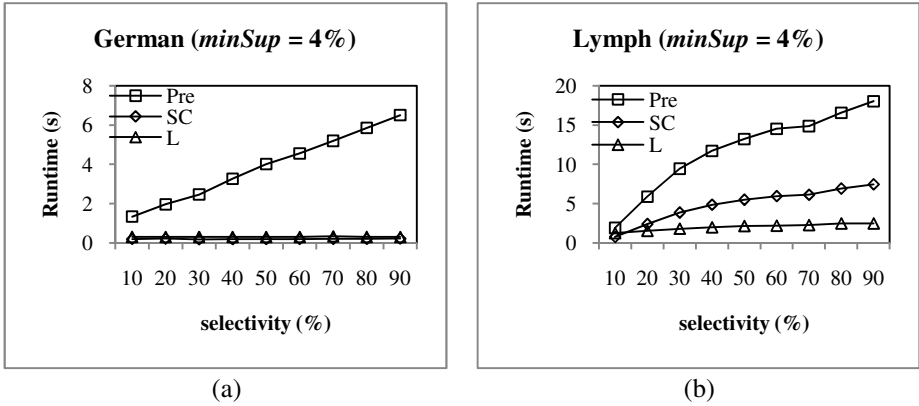 German (minSup = 4%)
Runtime (s)
8
6
4
2
0
Pre
SC
L
10 20 30 40 50 60 70 80 90
selectivity (%)
(a)
Lymph (minSup = 4%)
Runtime (s)
20
15
10
5
0
Pre
SC
L
10 20 30 40 50 60 70 80 90
selectivity (%)
(b)